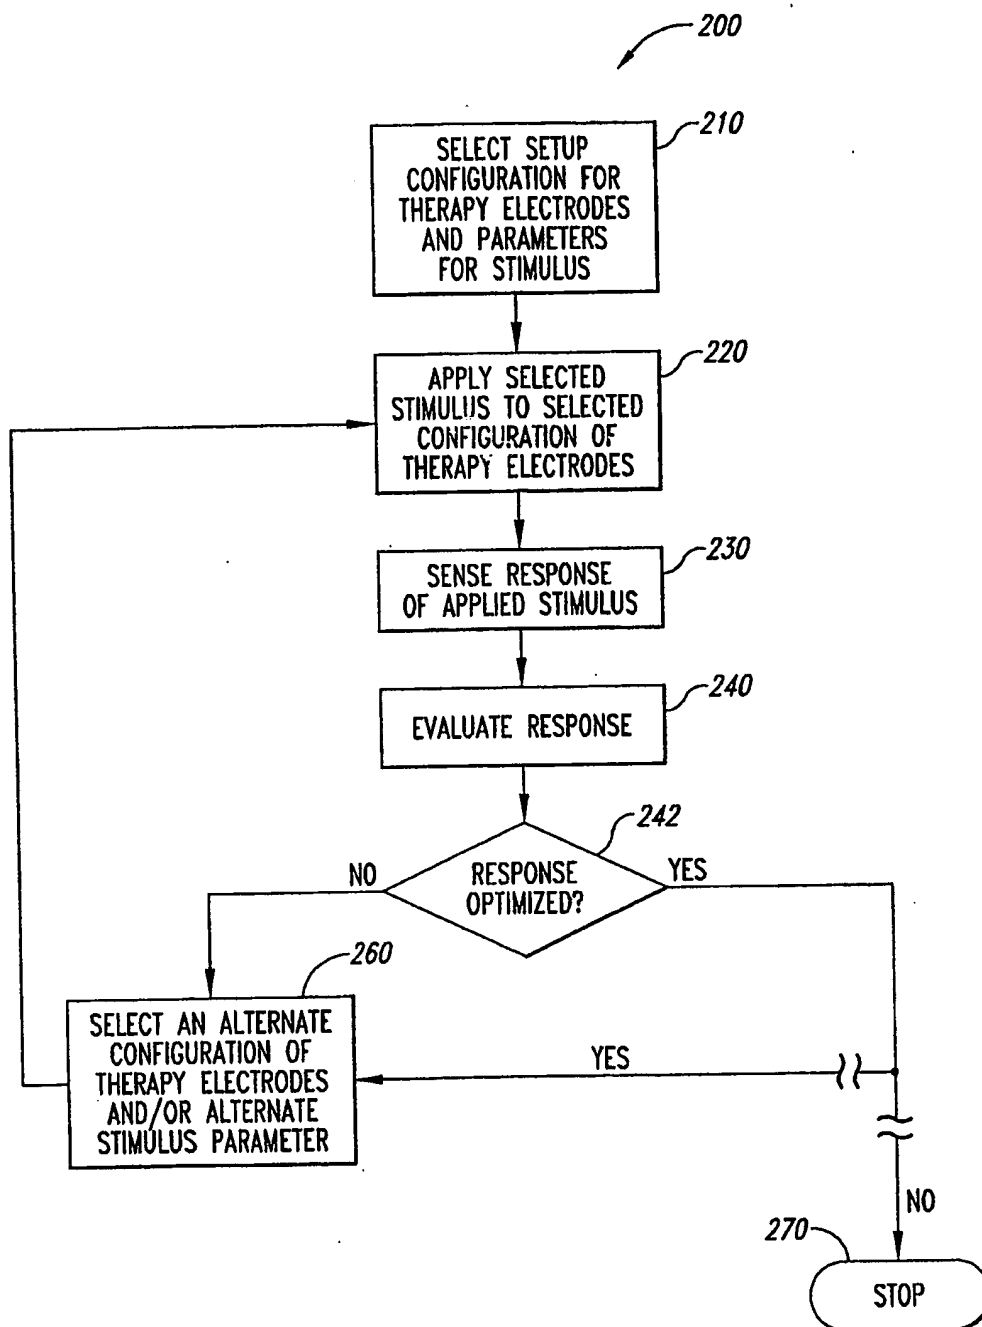 200
210
SELECT SETUP
CONFIGURATION FOR
THERAPY ELECTRODES
AND PARAMETERS
FOR STIMULUS
220
APPLY SELECTED
STIMULUS TO SELECTED
CONFIGURATION OF
THERAPY ELECTRODES
230
SENSE RESPONSE
OF APPLIED STIMULUS
240
EVALUATE RESPONSE
242
NO
RESPONSE
OPTIMIZED?
YES
260
SELECT AN ALTERNATE
CONFIGURATION OF
THERAPY ELECTRODES
AND/OR ALTERNATE
STIMULUS PARAMETER
YES
NO
270
STOP